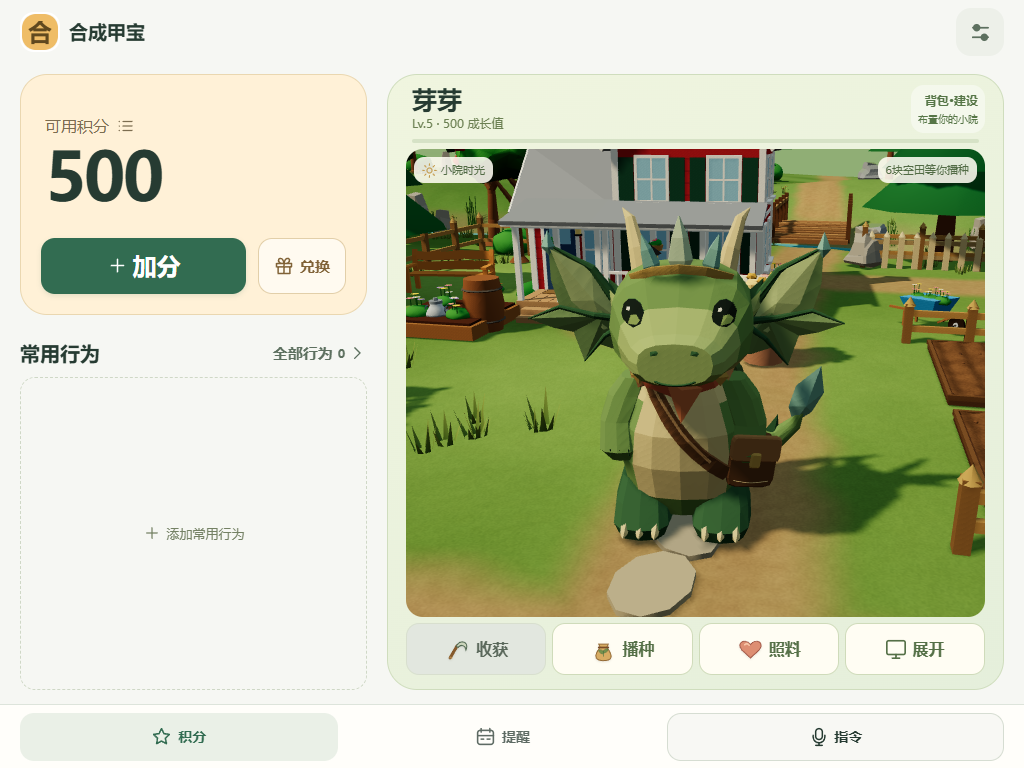 合 合成甲宝
可用积分
500
+ 加分
兑换
常用行为
全部行为 0
+ 添加常用行为
芽芽
Lv.5 · 500 成长值
背包·建设
布置你的小院
小院时光
6块空田等你播种
收获
播种
照料
展开
积分
提醒
指令